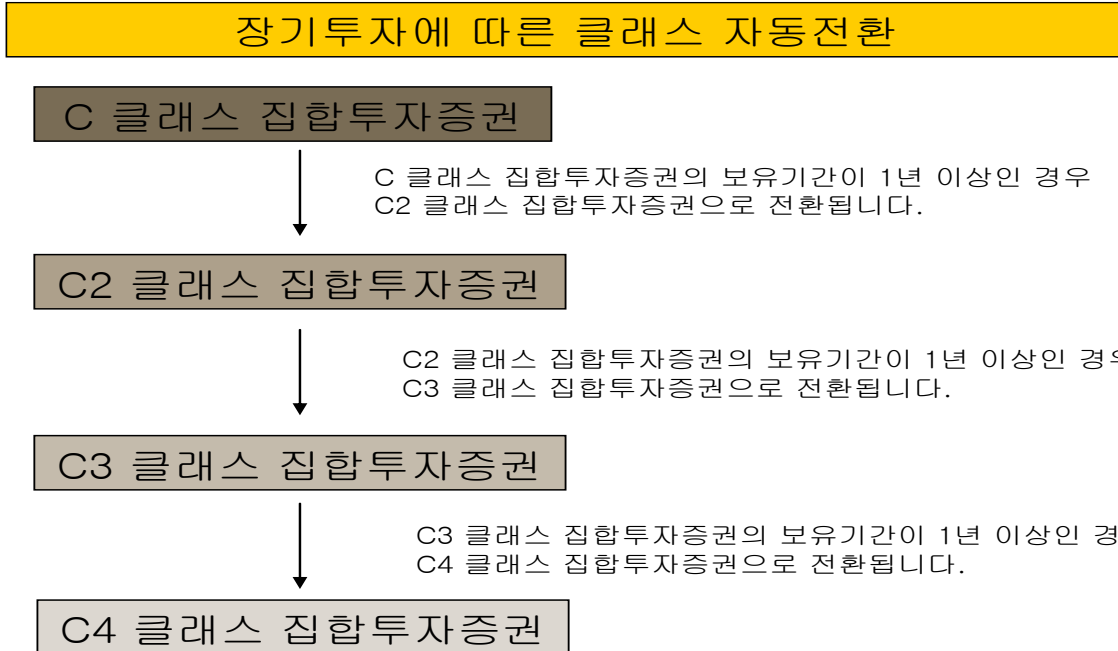 장기투자에 따른 클래스 자동전환
C 클래스 집합투자증권
C 클래스 집합투자증권의 보유기간이 1년 이상인 경우
C2 클래스 집합투자증권으로 전환됩니다.
C2 클래스 집합투자증권
C2 클래스 집합투자증권의 보유기간이 1년 이상인 경우
C3 클래스 집합투자증권으로 전환됩니다.
C3 클래스 집합투자증권
C3 클래스 집합투자증권의 보유기간이 1년 이상인 경
C4 클래스 집합투자증권으로 전환됩니다.
C4 클래스 집합투자증권